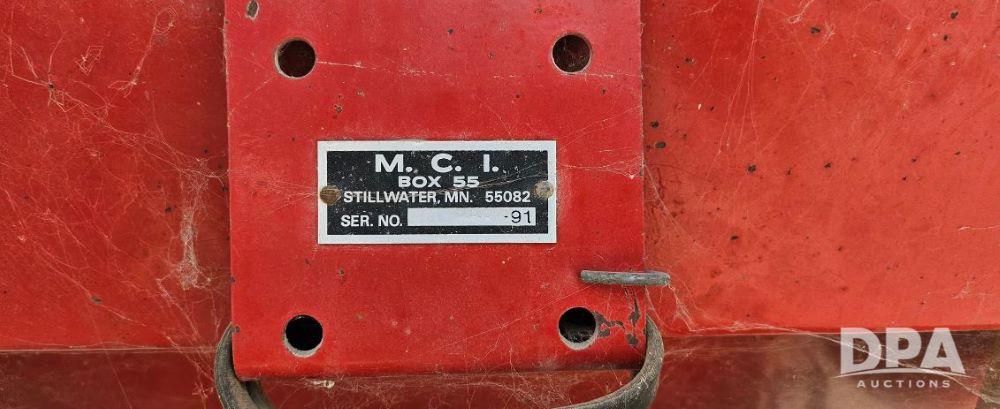 M. C. I.
BOX 55
STILLWATER, MN. 55082
SER. NO. -91
DPA
AUCTIONS